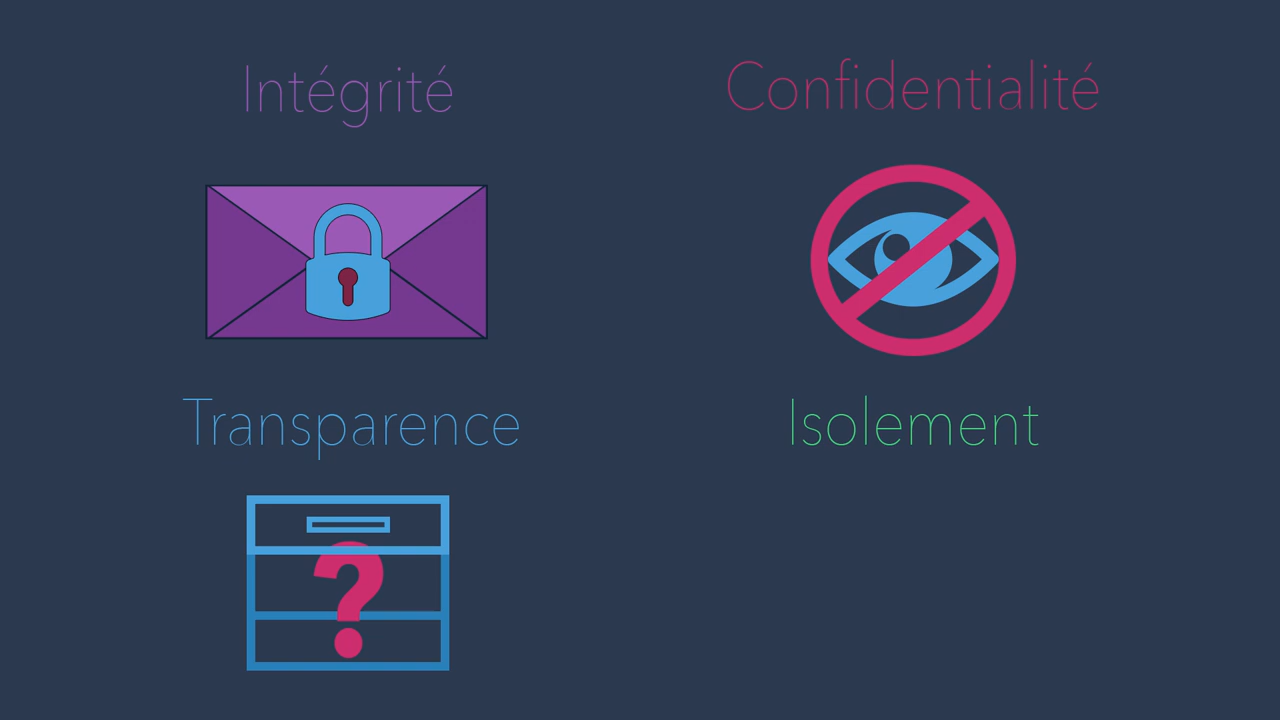 Intégrité
Confidentialité
Transparence
Isolement
?